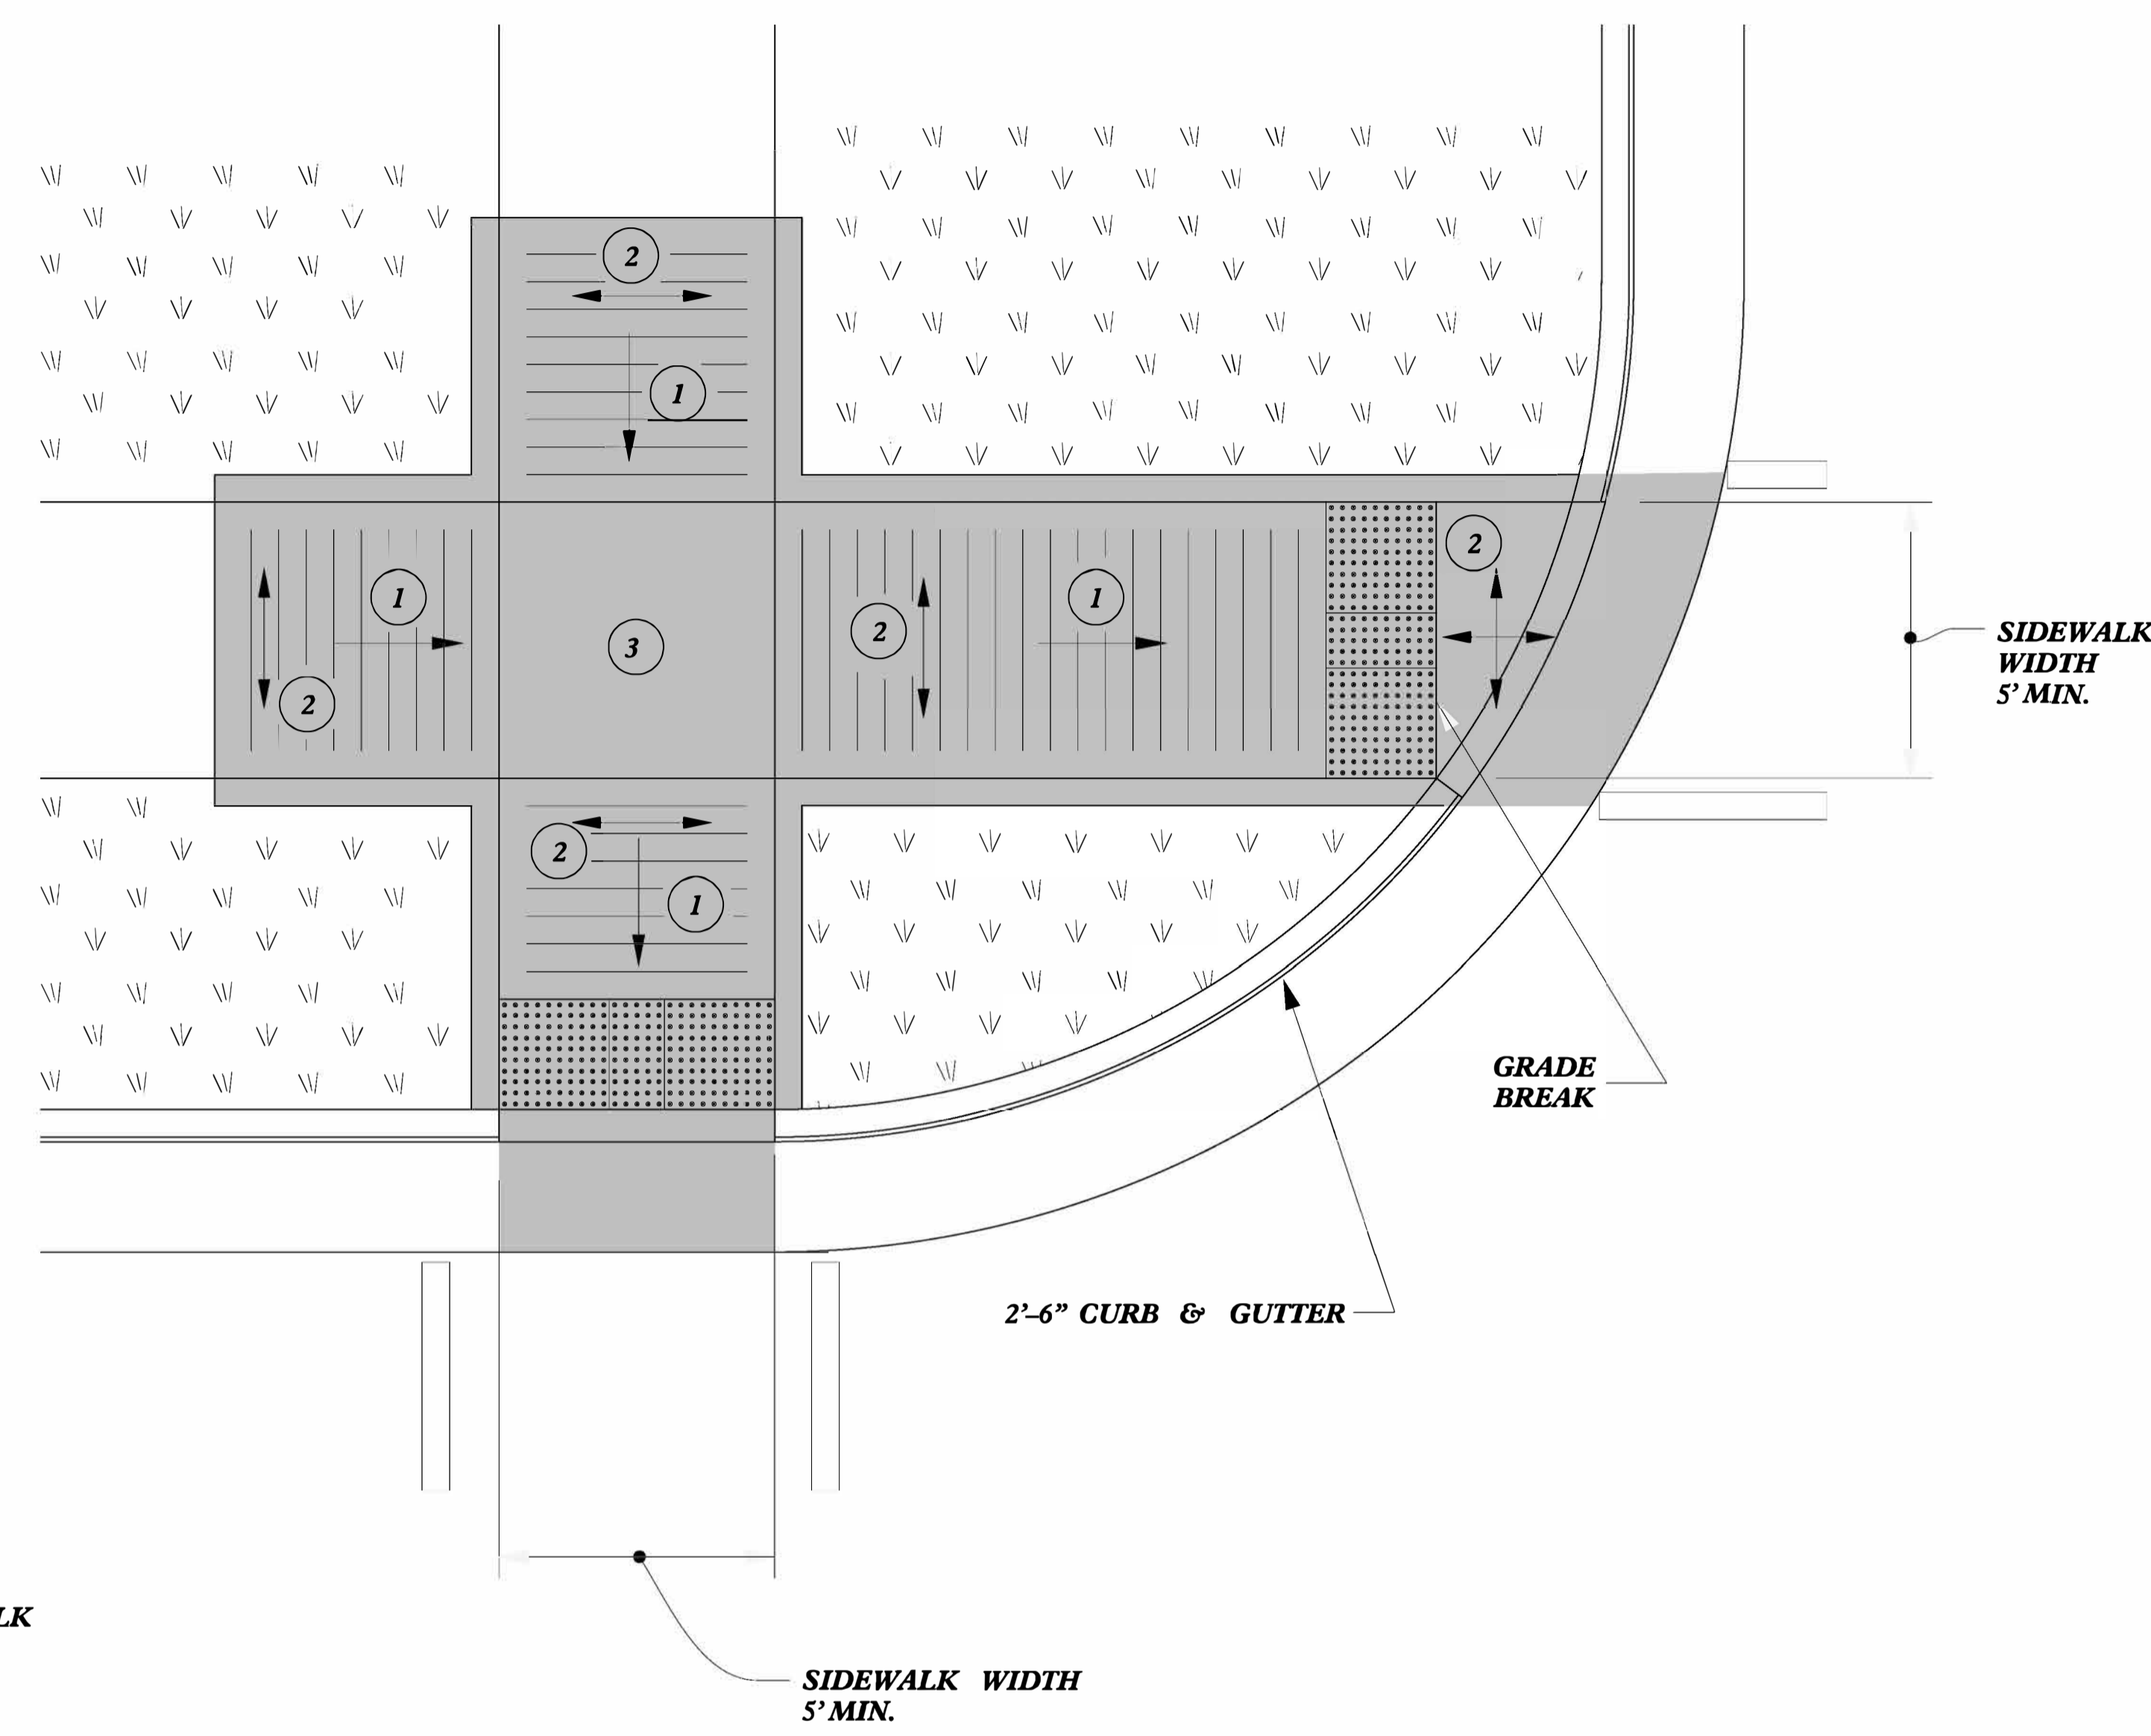 2
1
2
1
1
3
2
2
SIDEWALK
WIDTH
5' MIN.
2
1
GRADE
BREAK
2'–6" CURB & GUTTER
LK
SIDEWALK WIDTH
5' MIN.